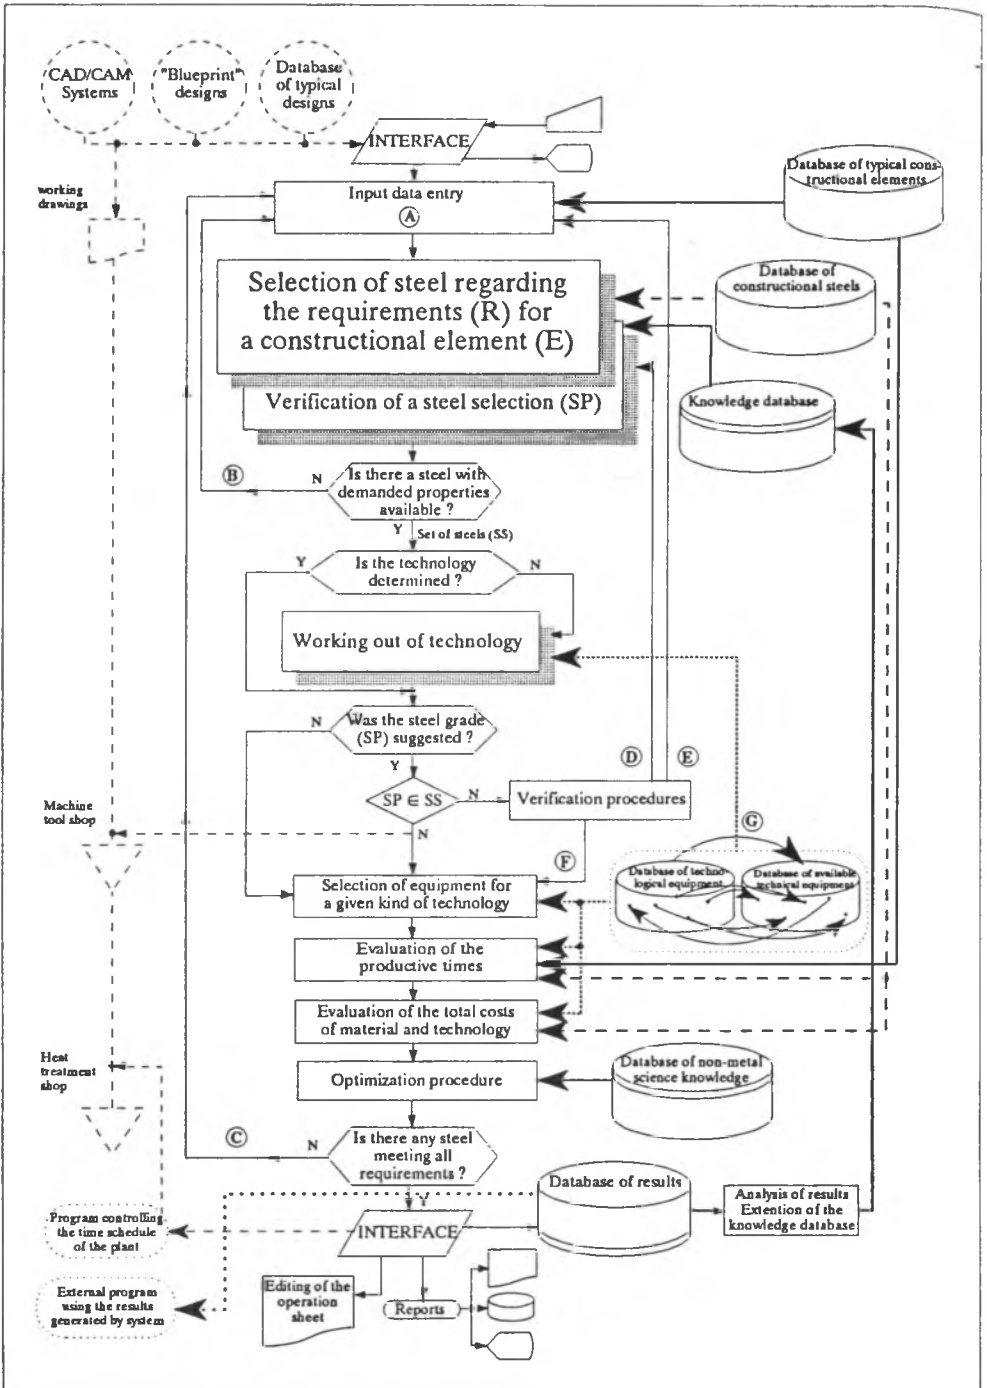 CAD/CAM
Systems
"Blueprint"
designs
Database
of typical
designs
INTERFACE
working
drawings
Input data entry
A
Database of typical cons-
tructional elements
Selection of steel regarding
the requirements (R) for
a constructional element (E)
Database of
constructional steels
Verification of a steel selection (SP)
Knowledge database
B
N
Is there a steel with
demanded properties
available ?
Y
Set of steels (SS)
Y
Is the technology
determined ?
N
Working out of technology
N
Was the steel grade
(SP) suggested ?
Y
D
E
SP ∈ SS
N
Verification procedures
Machine
tool shop
N
G
F
Database of techno-
logical equipment
Database of available
technical equipment
Selection of equipment for
a given kind of technology
Evaluation of the
productive times
Evaluation of the total costs
of material and technology
Heat
treatment
shop
Optimization procedure
Database of non-metal
science knowledge
C
N
Is there any steel
meeting all
requirements ?
Y
Database of results
Analysis of results
Extention of the
knowledge database
Program controlling
the time schedule
of the plant
INTERFACE
External program
using the results
generated by system
Editing of the
operation
sheet
Reports